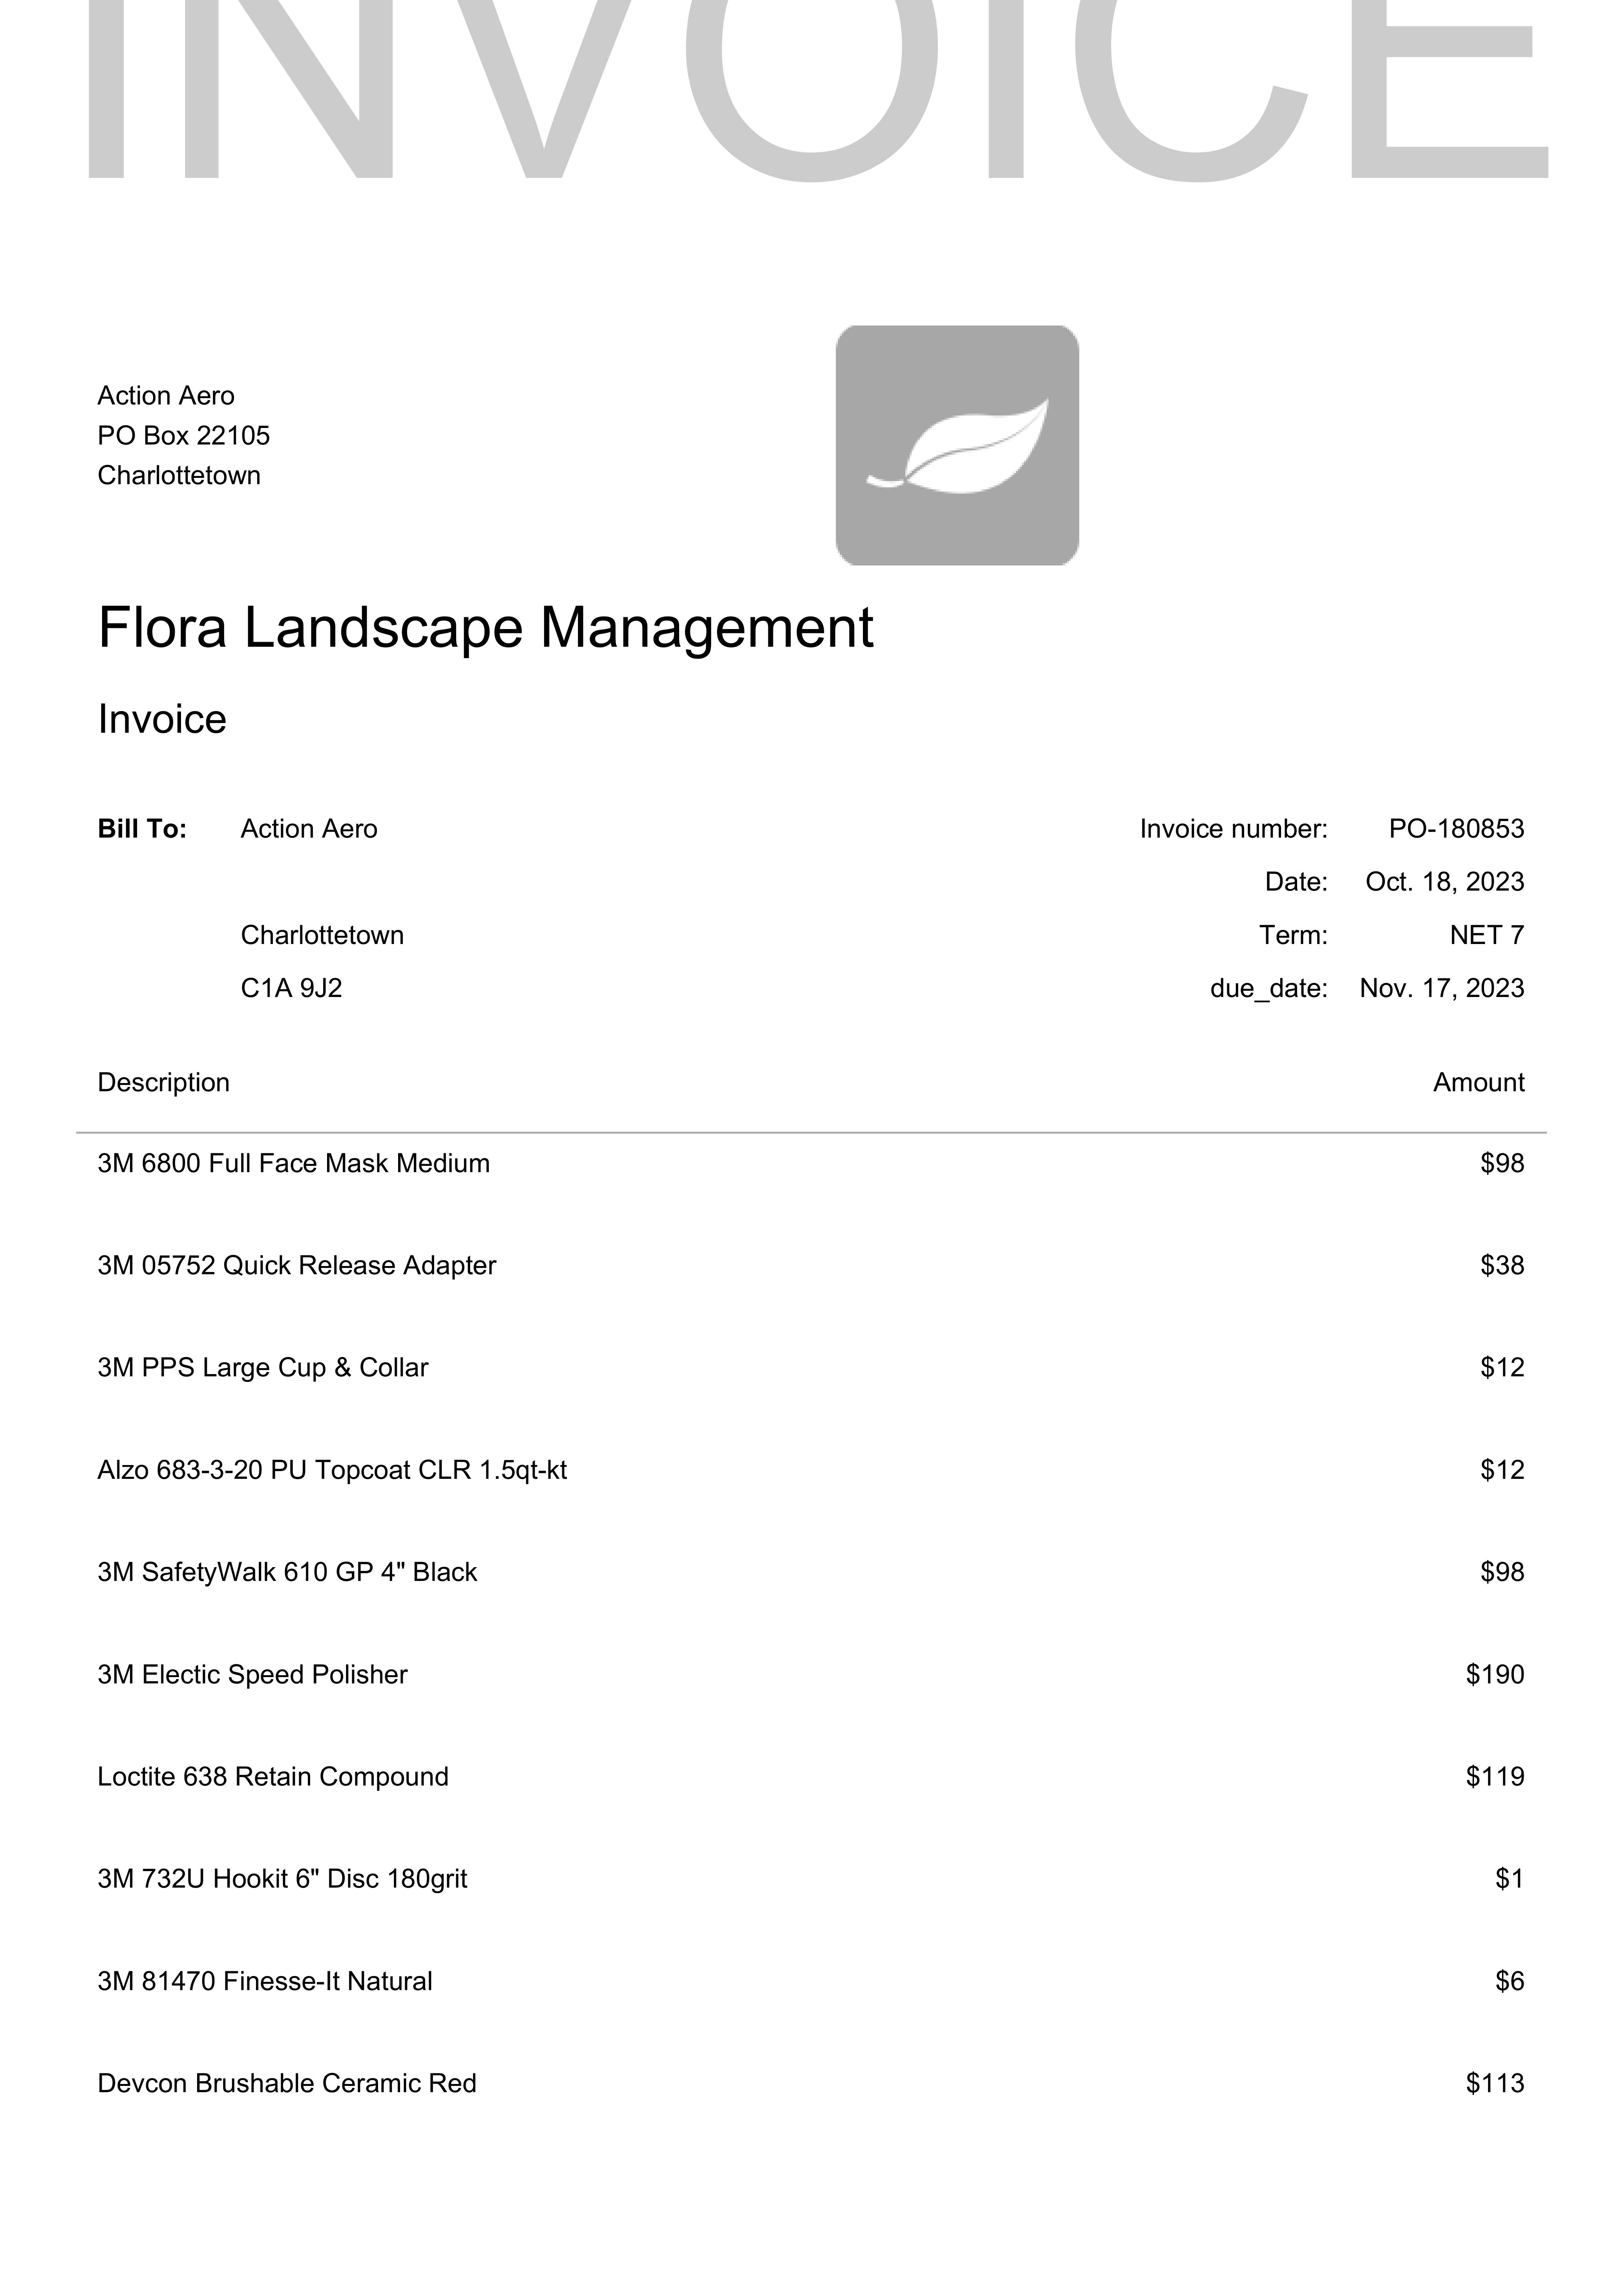 INVOICE
Action Aero
PO Box 22105
Charlottetown
Flora Landscape Management
Invoice
Bill To: Action Aero Invoice number: PO-180853
Date: Oct. 18, 2023
Charlottetown Term: NET 7
C1A 9J2 due_date: Nov. 17, 2023
Description Amount
3M 6800 Full Face Mask Medium $98
3M 05752 Quick Release Adapter $38
3M PPS Large Cup & Collar $12
Alzo 683-3-20 PU Topcoat CLR 1.5qt-kt $12
3M SafetyWalk 610 GP 4" Black $98
3M Electic Speed Polisher $190
Loctite 638 Retain Compound $119
3M 732U Hookit 6" Disc 180grit $1
3M 81470 Finesse-It Natural $6
Devcon Brushable Ceramic Red $113